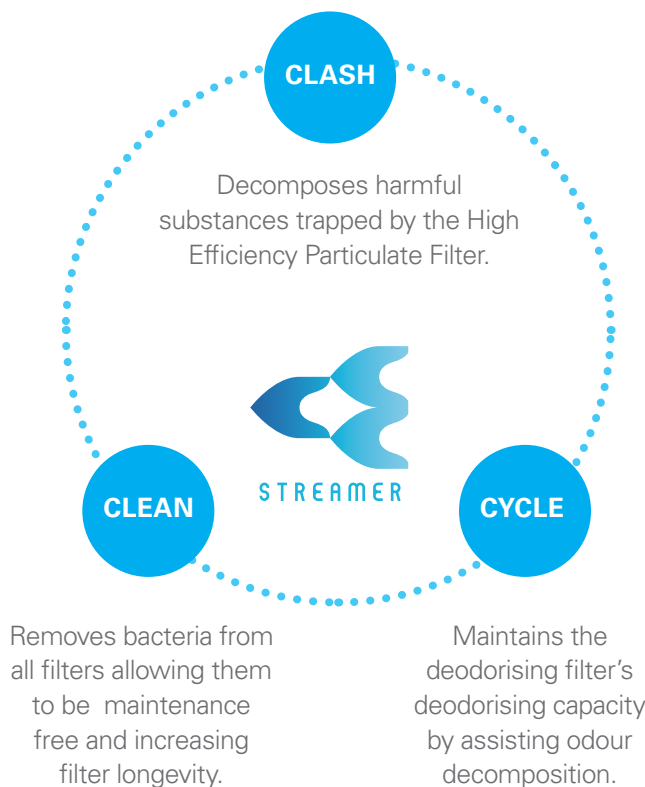 CLASH
Decomposes harmful
substances trapped by the High
Efficiency Particulate Filter.
STREAMER
CLEAN
CYCLE
Removes bacteria from
all filters allowing them
to be maintenance
free and increasing
filter longevity.
Maintains the
deodorising filter's
deodorising capacity
by assisting odour
decomposition.